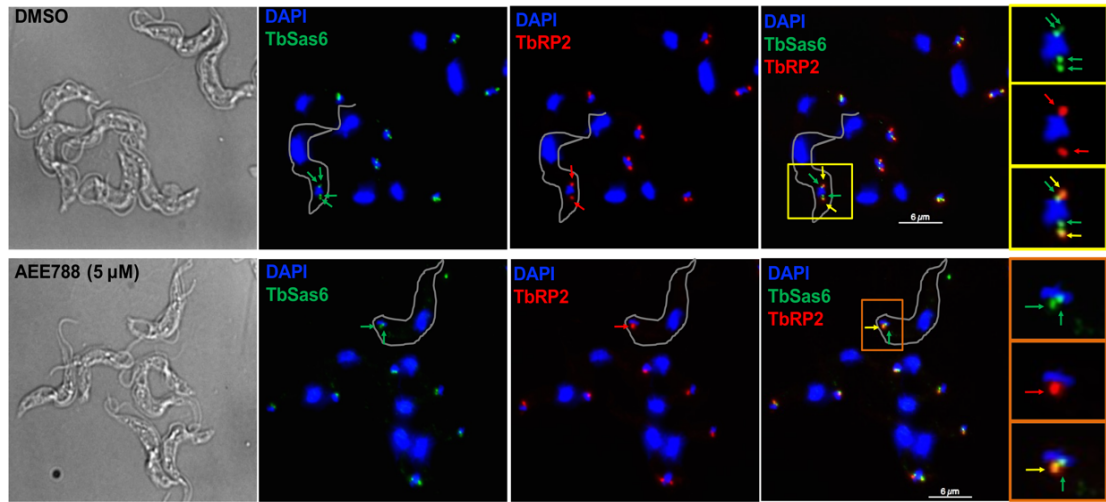 DMSO
DAPI
TbSas6
DAPI
TbRP2
DAPI
TbSas6
TbRP2
6 µm
AEE788 (5 µM)
DAPI
TbSas6
DAPI
TbRP2
DAPI
TbSas6
TbRP2
6 µm